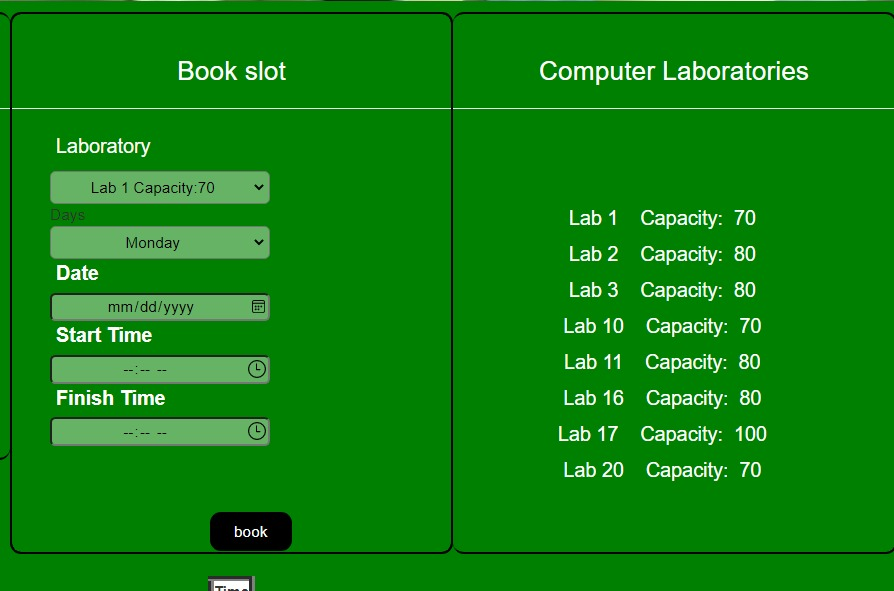 Book slot
Laboratory
Lab 1 Capacity:70
Days
Monday
Date
mm/dd/yyyy
Start Time
--:-- --
Finish Time
--:-- --
book
Computer Laboratories
Lab 1 Capacity: 70
Lab 2 Capacity: 80
Lab 3 Capacity: 80
Lab 10 Capacity: 70
Lab 11 Capacity: 80
Lab 16 Capacity: 80
Lab 17 Capacity: 100
Lab 20 Capacity: 70
Time